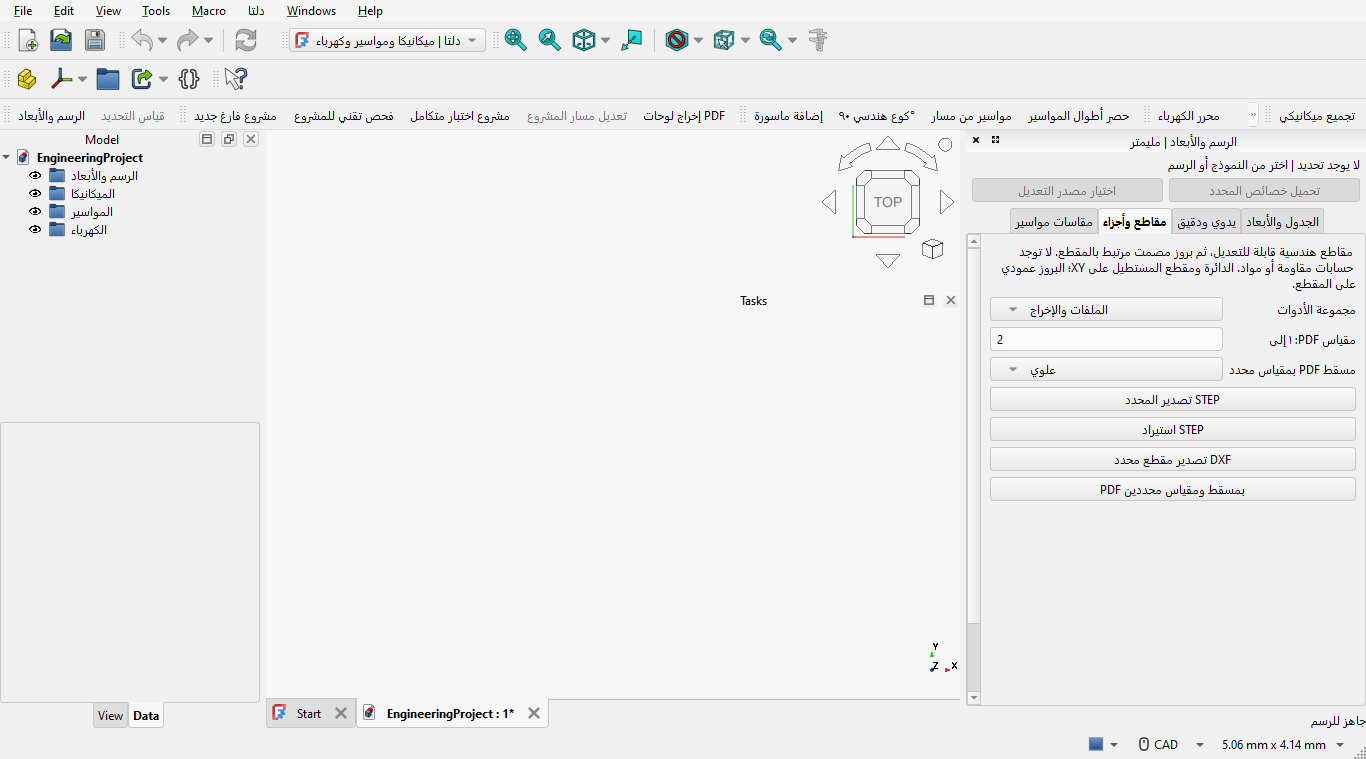 File Edit View Tools Macro دلتا Windows Help
دلتا | ميكانيكا ومواسير وكهرباء
الرسم والأبعاد
قياس التحديد
مشروع فارغ جديد
فحص تقني للمشروع
مشروع اختبار متكامل
تعديل مسار المشروع
PDF إخراج لوحات
إضافة ماسورة
كوع هندسي ٩٠°
مواسير من مسار
حصر أطوال المواسير
محرر الكهرباء
تجميع ميكانيكي
Model
EngineeringProject
الرسم والأبعاد
الميكانيكا
المواسير
الكهرباء
View Data
TOP
Tasks
Y
Z X
Start
EngineeringProject : 1*
الرسم والأبعاد | مليمتر
لا يوجد تحديد | اختر من النموذج أو الرسم
تحميل خصائص المحدد
اختيار مصدر التعديل
الجدول والأبعاد
يدوي ودقيق
مقاطع وأجزاء
مقاسات مواسير
مقاطع هندسية قابلة للتعديل، ثم بروز مصمت مرتبط بالمقطع. لا توجد
حسابات مقاومة أو مواد. الدائرة ومقطع المستطيل على XY؛ البروز عمودي
على المقطع.
مجموعة الأدوات
الملفات والإخراج
مقياس PDF:١إلى
2
مسقط PDF بمقياس محدد
علوي
STEP تصدير المحدد
STEP استيراد
DXF تصدير مقطع محدد
PDF بمسقط ومقياس محددين
جاهز للرسم
CAD
5.06 mm x 4.14 mm